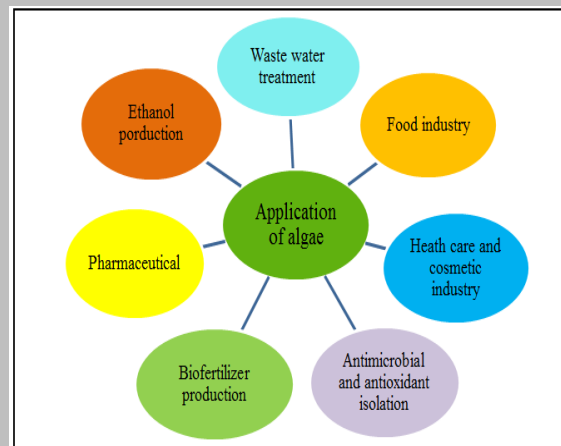 Waste water
treatment
Ethanol
porduction
Food industry
Application
of algae
Pharmaceutical
Heath care and
cosmetic
industry
Biofertilizer
production
Antimicrobial
and antioxidant
isolation